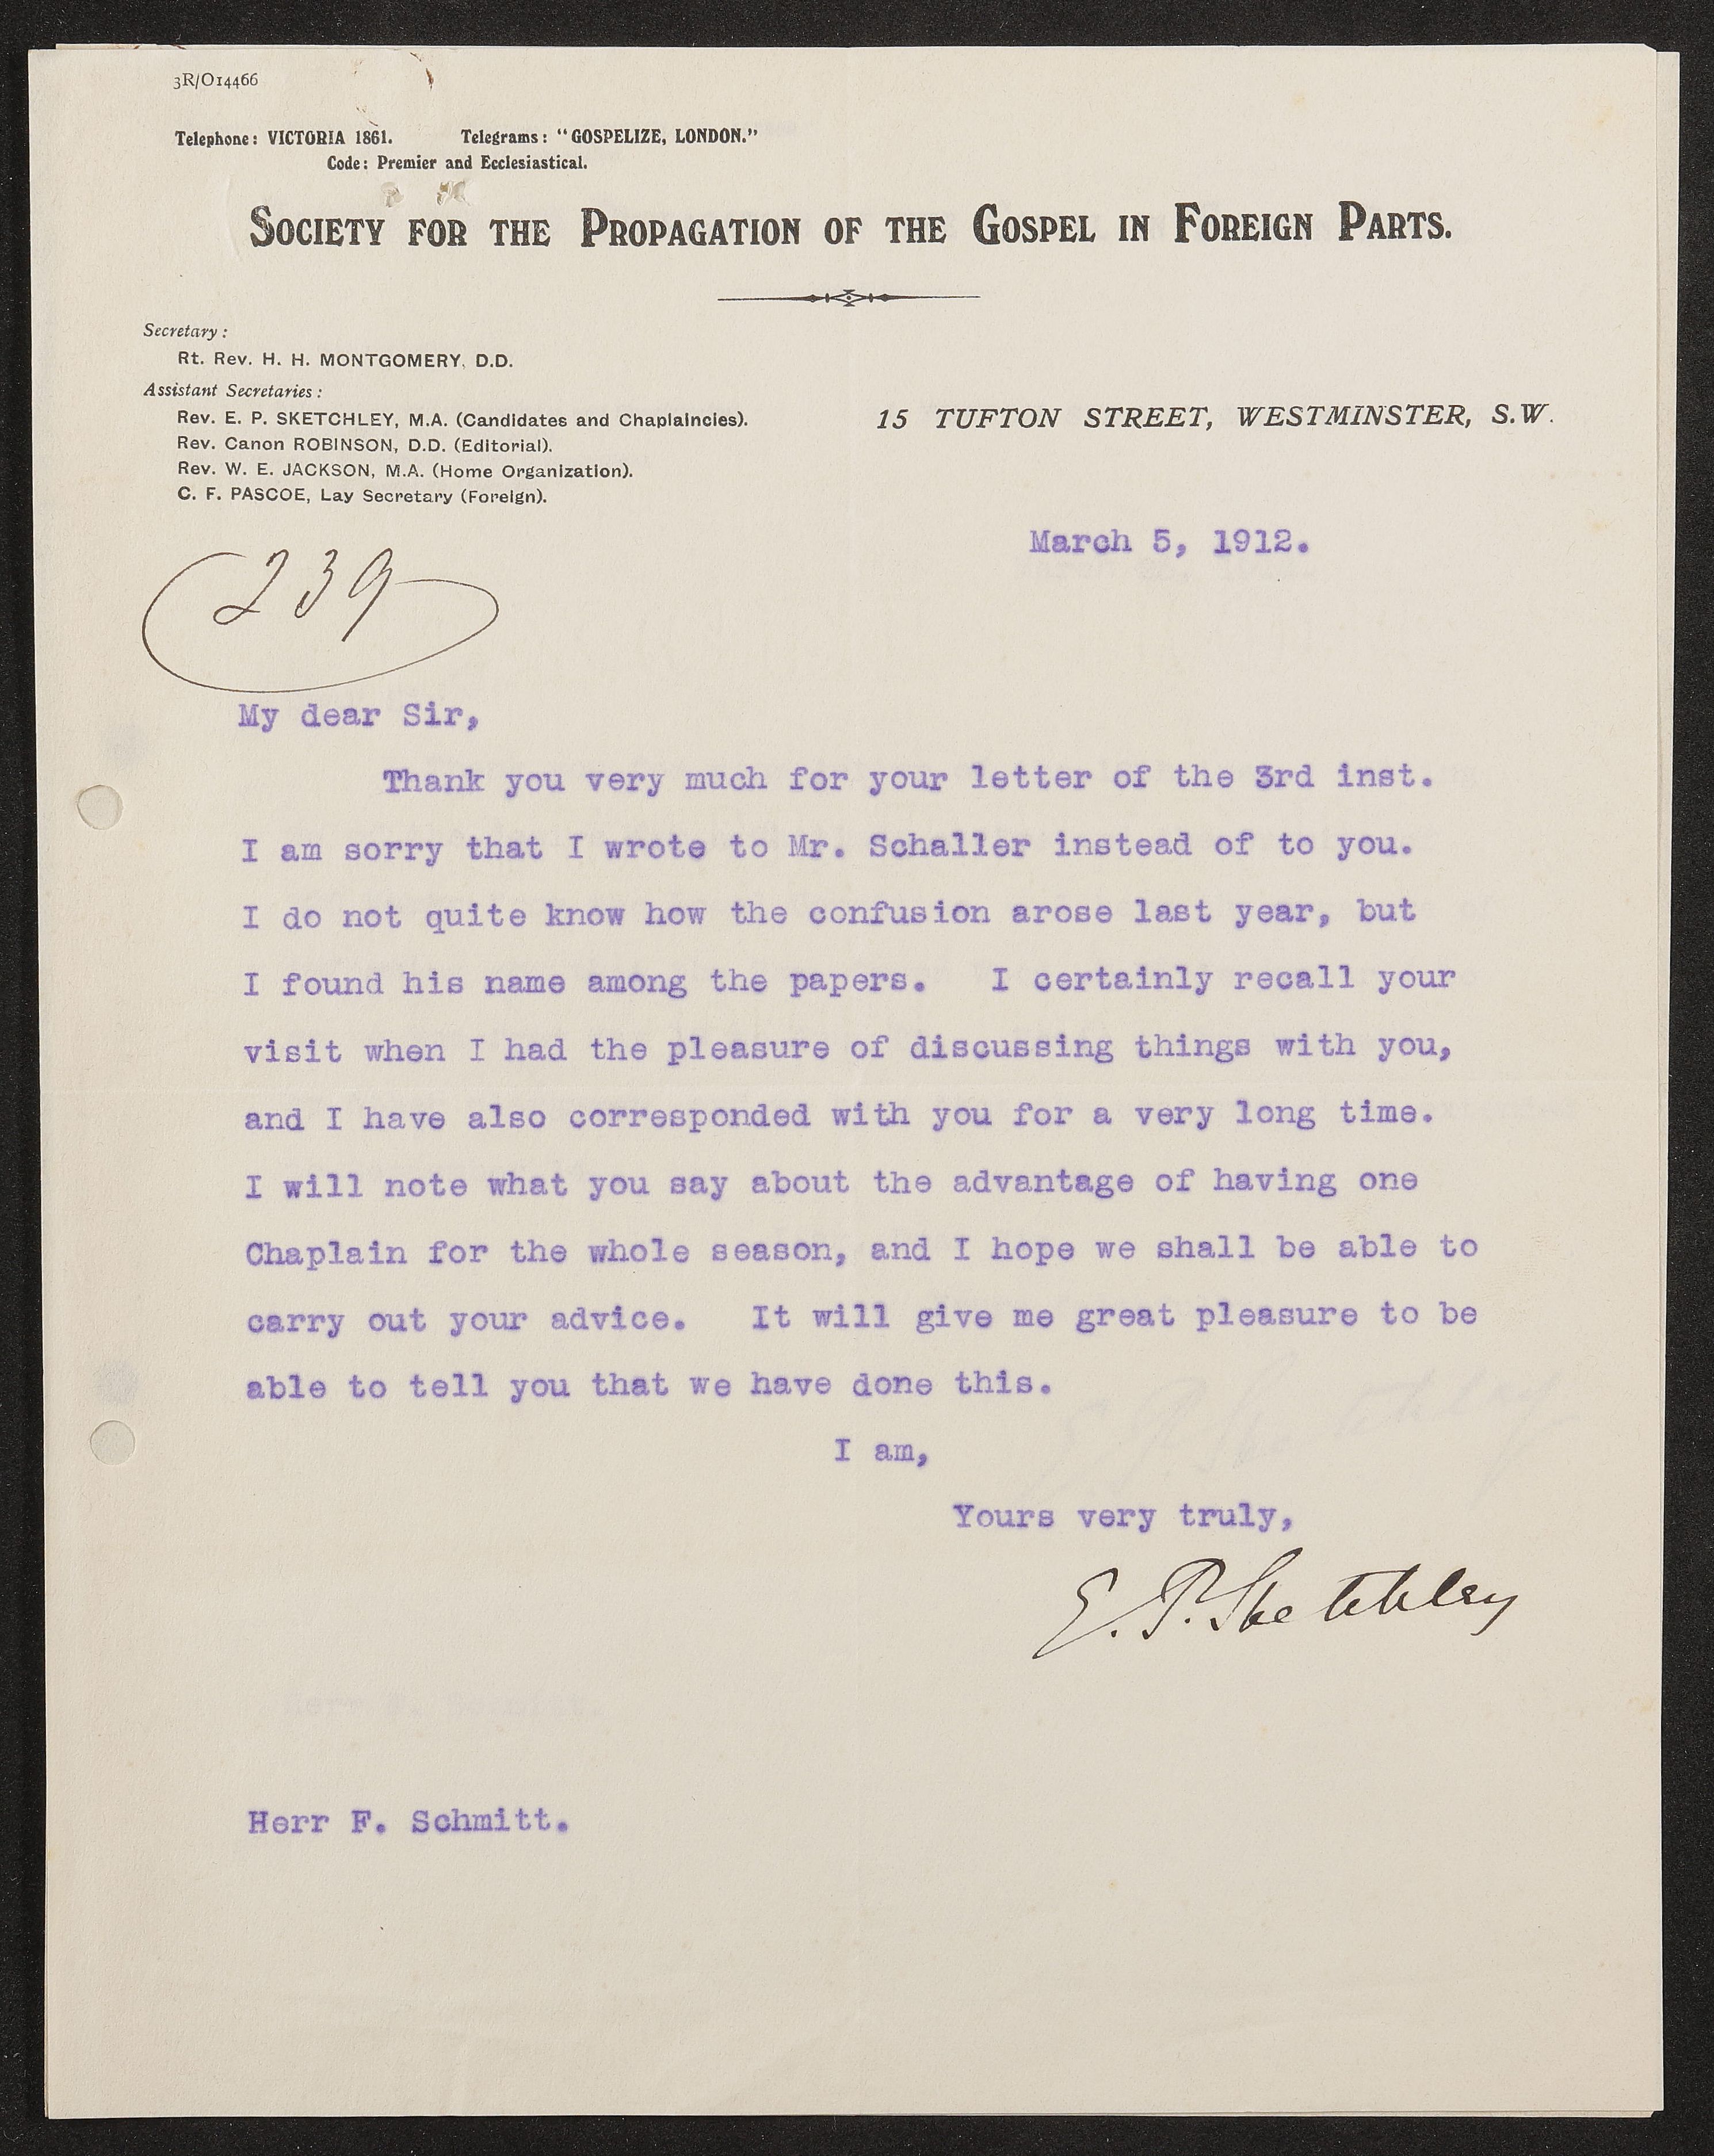 3R/O14466
Telephone: VICTORIA 1861. Telegrams: "GOSPELIZE, LONDON."
Code: Premier and Ecclesiastical.
SOCIETY FOR THE PROPAGATION OF THE GOSPEL IN FOREIGN PARTS.
Secretary:
Rt. Rev. H. H. MONTGOMERY, D.D.
Assistant Secretaries:
Rev. E. P. SKETCHLEY, M.A. (Candidates and Chaplaincies).
Rev. Canon ROBINSON, D.D. (Editorial).
Rev. W. E. JACKSON, M.A. (Home Organization).
C. F. PASCOE, Lay Secretary (Foreign).
15 TUFTON STREET, WESTMINSTER, S.W.
March 5, 1912.
239
My dear Sir,
Thank you very much for your letter of the 3rd inst.
I am sorry that I wrote to Mr. Schaller instead of to you.
I do not quite know how the confusion arose last year, but
I found his name among the papers. I certainly recall your
visit when I had the pleasure of discussing things with you,
and I have also corresponded with you for a very long time.
I will note what you say about the advantage of having one
Chaplain for the whole season, and I hope we shall be able to
carry out your advice. It will give me great pleasure to be
able to tell you that we have done this.
I am,
Yours very truly,
E. P. Sketchley
Herr F. Schmitt.